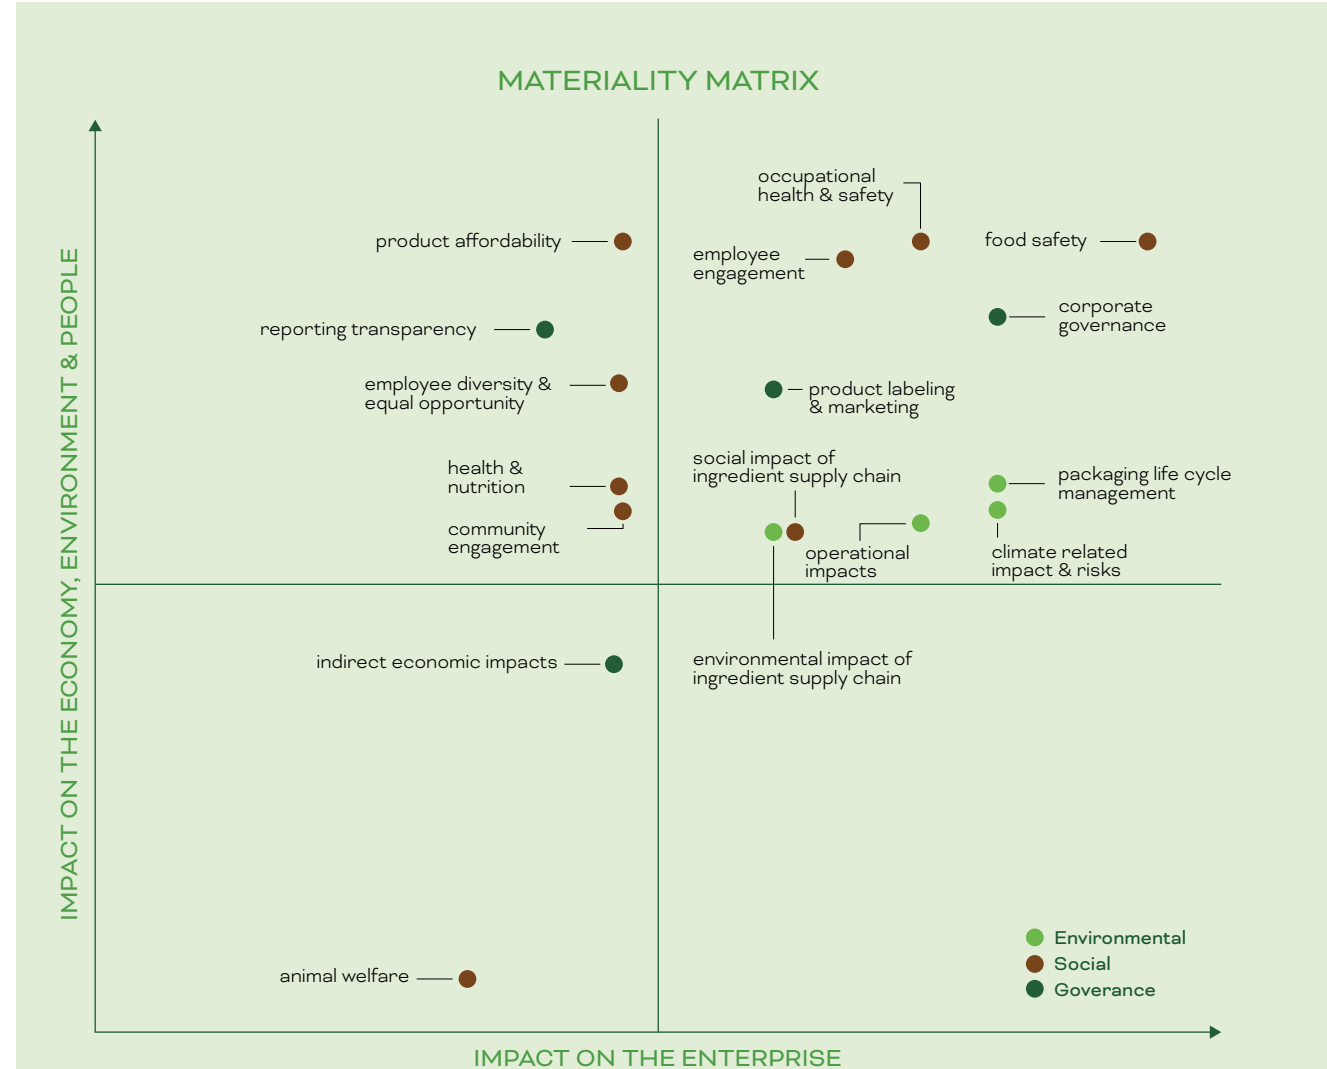 MATERIALITY MATRIX
IMPACT ON THE ECONOMY, ENVIRONMENT & PEOPLE
occupational
health & safety
product affordability
employee
engagement
food safety
reporting transparency
corporate
governance
employee diversity &
equal opportunity
product labeling
& marketing
health &
nutrition
social impact of
ingredient supply chain
packaging life cycle
management
community
engagement
operational
impacts
climate related
impact & risks
indirect economic impacts
environmental impact of
ingredient supply chain
animal welfare
Environmental
Social
Goverance
IMPACT ON THE ENTERPRISE